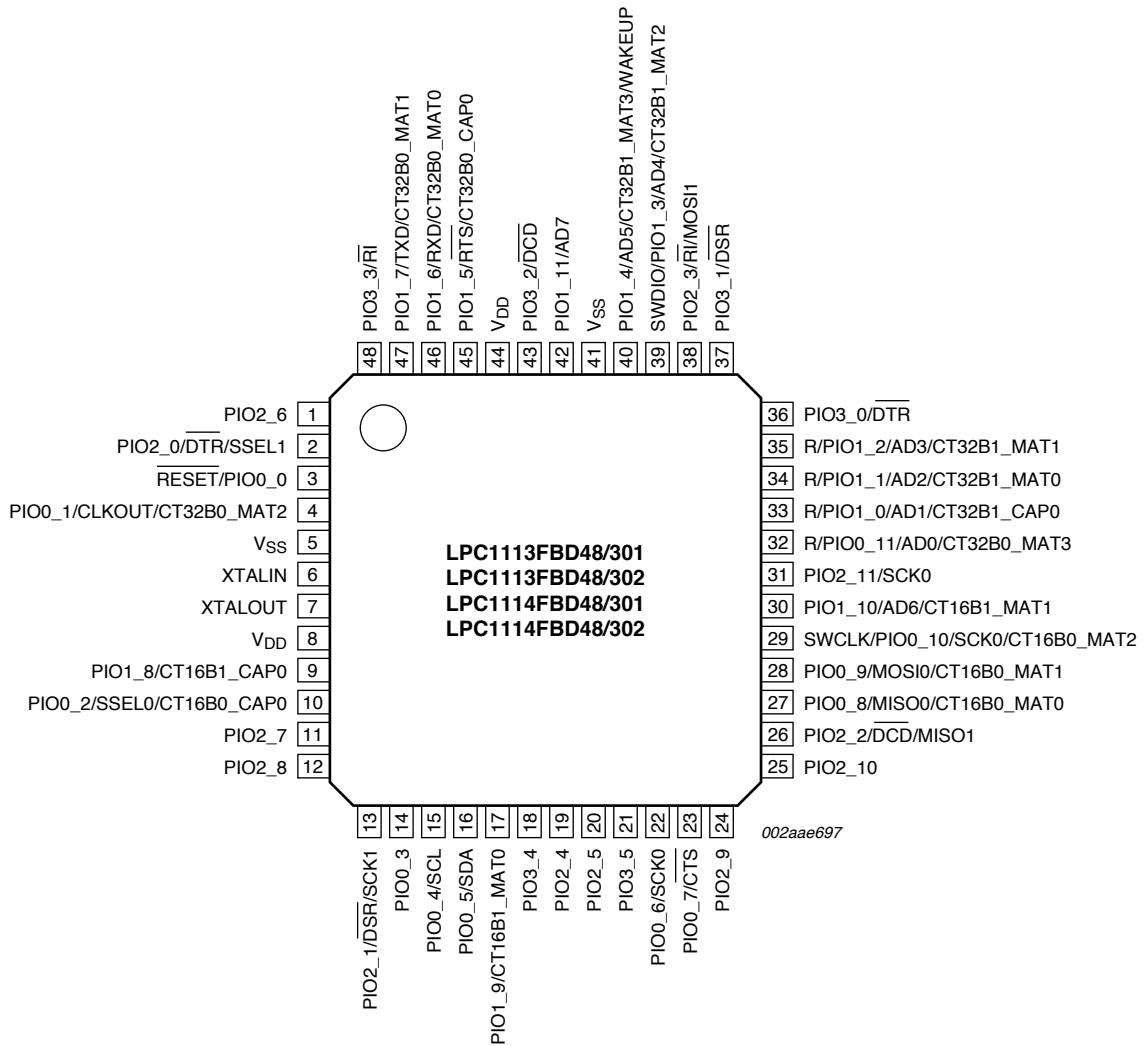 PIO3_3/RI
PIO1_7/TXD/CT32B0_MAT1
PIO1_6/RXD/CT32B0_MAT0
PIO1_5/RTS/CT32B0_CAP0
VDD
PIO3_2/DCD
PIO1_11/AD7
VSS
PIO1_4/AD5/CT32B1_MAT3/WAKEUP
SWDIO/PIO1_3/AD4/CT32B1_MAT2
PIO2_3/RI/MOSI1
PIO3_1/DSR
48 47 46 45 44 43 42 41 40 39 38 37
PIO2_6 1
PIO2_0/DTR/SSEL1 2
RESET/PIO0_0 3
PIO0_1/CLKOUT/CT32B0_MAT2 4
VSS 5
XTALIN 6
XTALOUT 7
VDD 8
PIO1_8/CT16B1_CAP0 9
PIO0_2/SSEL0/CT16B0_CAP0 10
PIO2_7 11
PIO2_8 12
LPC1113FBD48/301
LPC1113FBD48/302
LPC1114FBD48/301
LPC1114FBD48/302
36 PIO3_0/DTR
35 R/PIO1_2/AD3/CT32B1_MAT1
34 R/PIO1_1/AD2/CT32B1_MAT0
33 R/PIO1_0/AD1/CT32B1_CAP0
32 R/PIO0_11/AD0/CT32B0_MAT3
31 PIO2_11/SCK0
30 PIO1_10/AD6/CT16B1_MAT1
29 SWCLK/PIO0_10/SCK0/CT16B0_MAT2
28 PIO0_9/MOSI0/CT16B0_MAT1
27 PIO0_8/MISO0/CT16B0_MAT0
26 PIO2_2/DCD/MISO1
25 PIO2_10
13 14 15 16 17 18 19 20 21 22 23 24
PIO2_1/DSR/SCK1
PIO0_3
PIO0_4/SCL
PIO0_5/SDA
PIO1_9/CT16B1_MAT0
PIO3_4
PIO2_4
PIO2_5
PIO3_5
PIO0_6/SCK0
PIO0_7/CTS
PIO2_9
002aae697